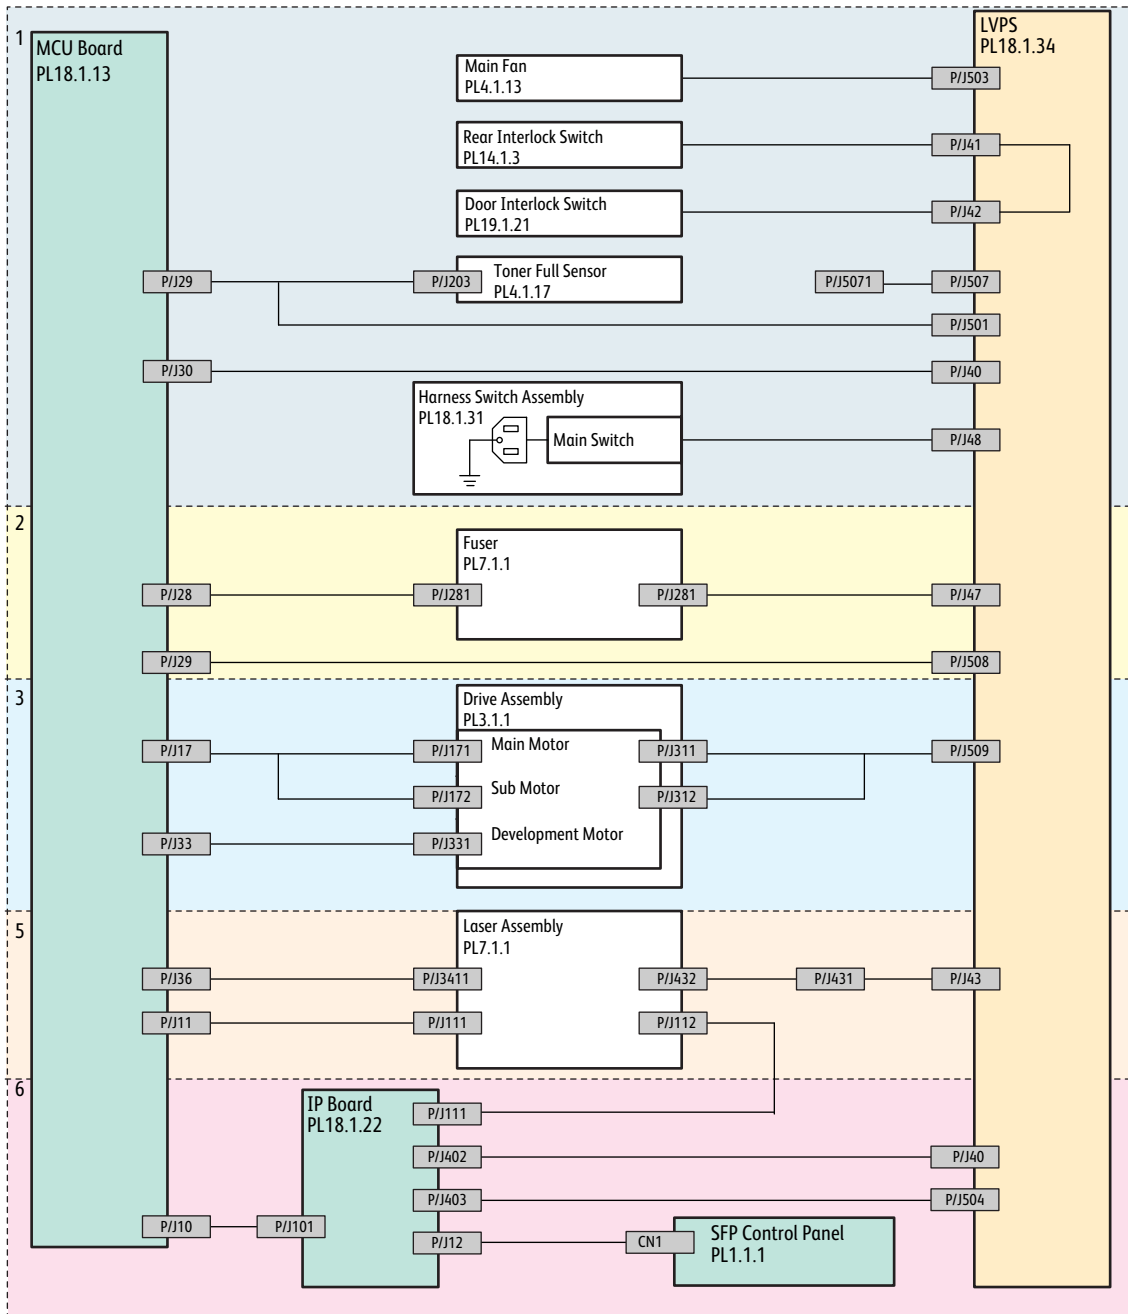 1
MCU Board
PL18.1.13
LVPS
PL18.1.34
Main Fan
PL4.1.13
P/J503
Rear Interlock Switch
PL14.1.3
P/J41
Door Interlock Switch
PL19.1.21
P/J42
P/J29
P/J203
Toner Full Sensor
PL4.1.17
P/J5071
P/J507
P/J501
P/J30
P/J40
Harness Switch Assembly
PL18.1.31
Main Switch
P/J48
2
Fuser
PL7.1.1
P/J28
P/J281
P/J281
P/J47
P/J29
P/J508
3
Drive Assembly
PL3.1.1
P/J17
P/J171
Main Motor
P/J311
P/J509
P/J172
Sub Motor
P/J312
P/J33
P/J331
Development Motor
5
Laser Assembly
PL7.1.1
P/J36
P/J3411
P/J432
P/J431
P/J43
P/J11
P/J111
P/J112
6
IP Board
PL18.1.22
P/J111
P/J402
P/J40
P/J403
P/J504
P/J10
P/J101
P/J12
CN1
SFP Control Panel
PL1.1.1